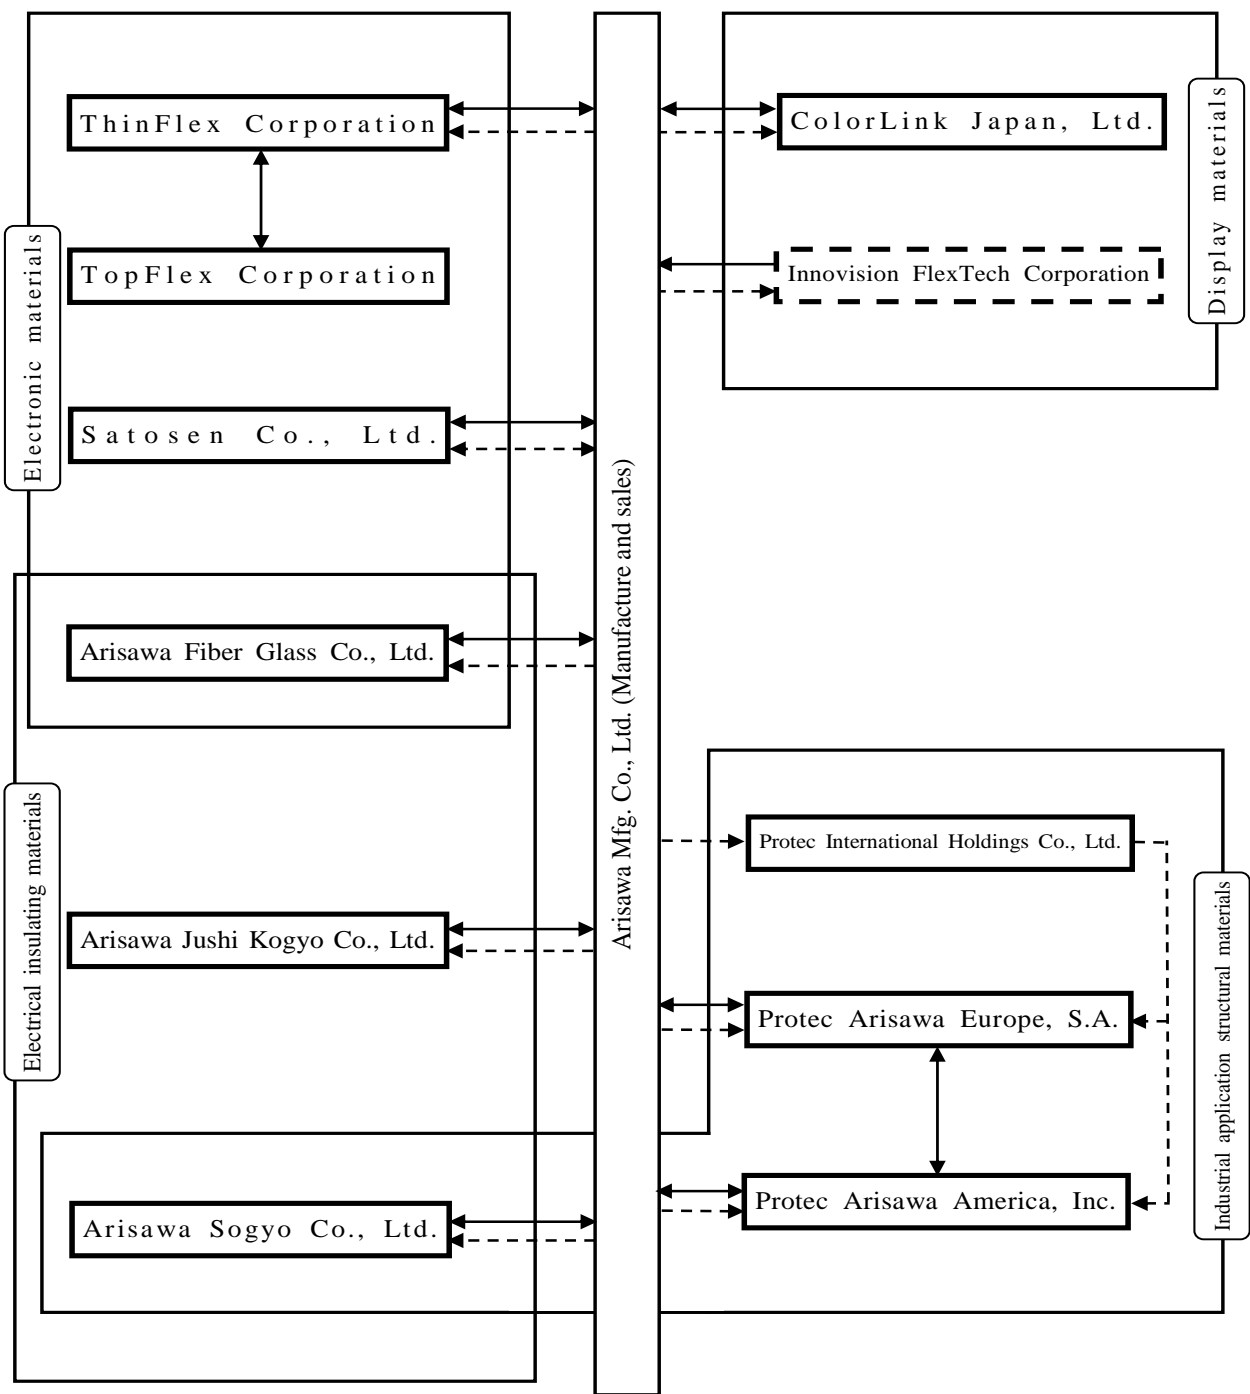 ThinFlex Corporation
TopFlex Corporation
Electronic materials
Satosen Co., Ltd.
Arisawa Fiber Glass Co., Ltd.
Electrical insulating materials
Arisawa Jushi Kogyo Co., Ltd.
Arisawa Sogyo Co., Ltd.
Arisawa Mfg. Co., Ltd. (Manufacture and sales)
ColorLink Japan, Ltd.
Innovision FlexTech Corporation
Display materials
Protec International Holdings Co., Ltd.
Protec Arisawa Europe, S.A.
Protec Arisawa America, Inc.
Industrial application structural materials